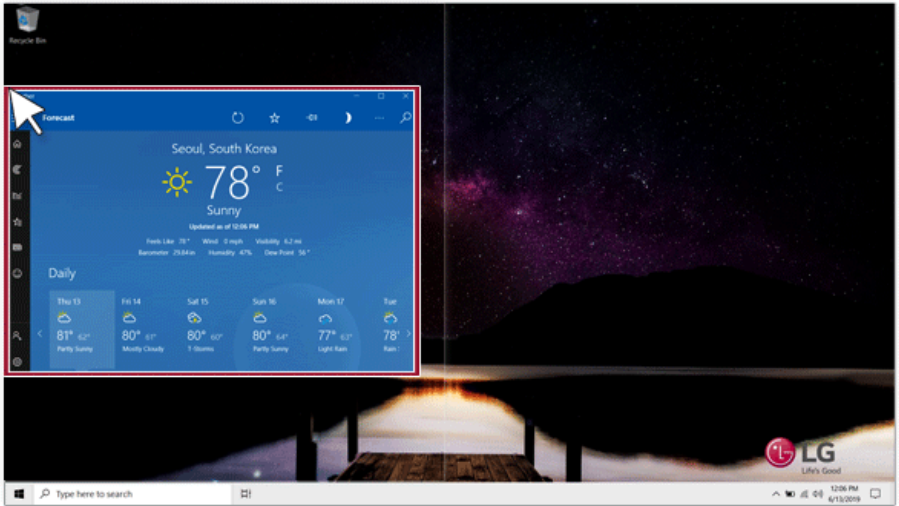 Recycle Bin
Forecast
Seoul, South Korea
78° F
C
Sunny
Updated as of 12:06 PM
Feels Like 78° Wind 0 mph Visibility 6.2 mi
Barometer 29.84 in Humidity 47% Dew Point 56°
Daily
Thu 13 Fri 14 Sat 15 Sun 16 Mon 17 Tue
81° 62° 80° 61° 80° 60° 80° 64° 77° 63° 78°
Partly Sunny Mostly Cloudy T-Storms Partly Sunny Light Rain Rain
LG
Life's Good
Type here to search
12:06 PM
6/13/2019